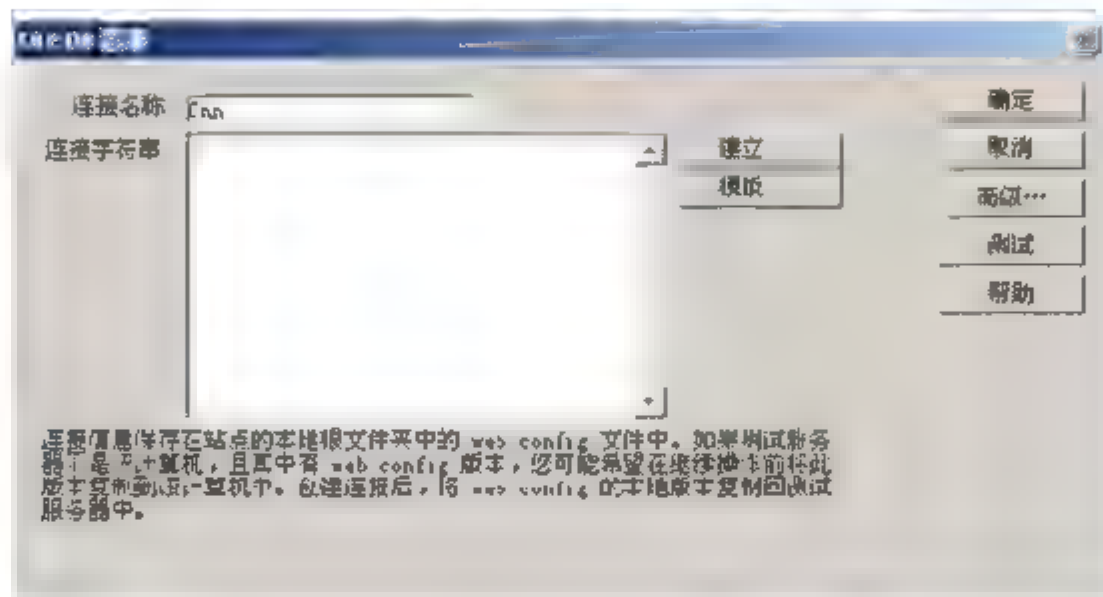 连接名称
Cnn
确定
连接字符串
建立
取消
模板
测试
帮助
连接信息保存在站点的本地根文件夹中的 web config 文件中。如果测试服务
器不是本计算机，且其中有 web config 版本，您可能希望在继续操作前将此
版本复制到本计算机中。创建连接后，将 web config 的本地版本复制回测试
服务器中。